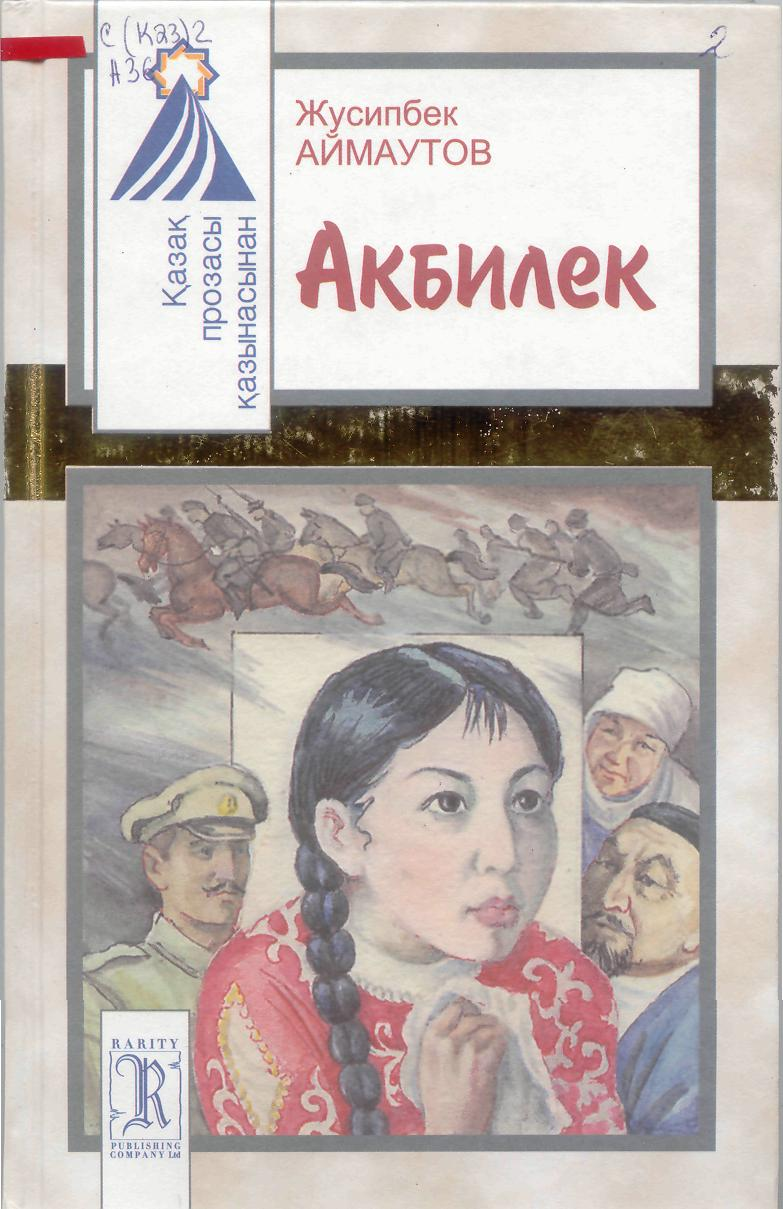 С (Каз)2
А36
2
Жусипбек
АЙМАУТОВ
Акбилек
Қазақ
прозасы
қазынасынан
RARITY
R
PUBLISHING
COMPANY Ltd